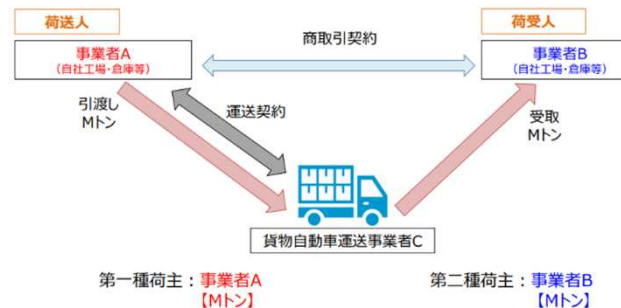 荷送人
荷受人
事業者A
(自社工場・倉庫等)
商取引契約
事業者B
(自社工場・倉庫等)
引渡し
Mトン
運送契約
受取
Mトン
貨物自動車運送事業者C
第一種荷主：事業者A
【Mトン】
第二種荷主：事業者B
【Mトン】